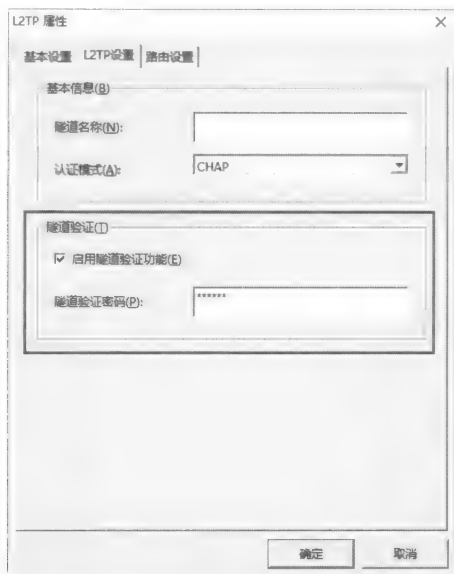 L2TP 属性
基本设置 L2TP设置 路由设置
基本信息(B)
隧道名称(N):
认证模式(A): CHAP
隧道验证(T)
启用隧道验证功能(E)
隧道验证密码(P): ******
确定 取消